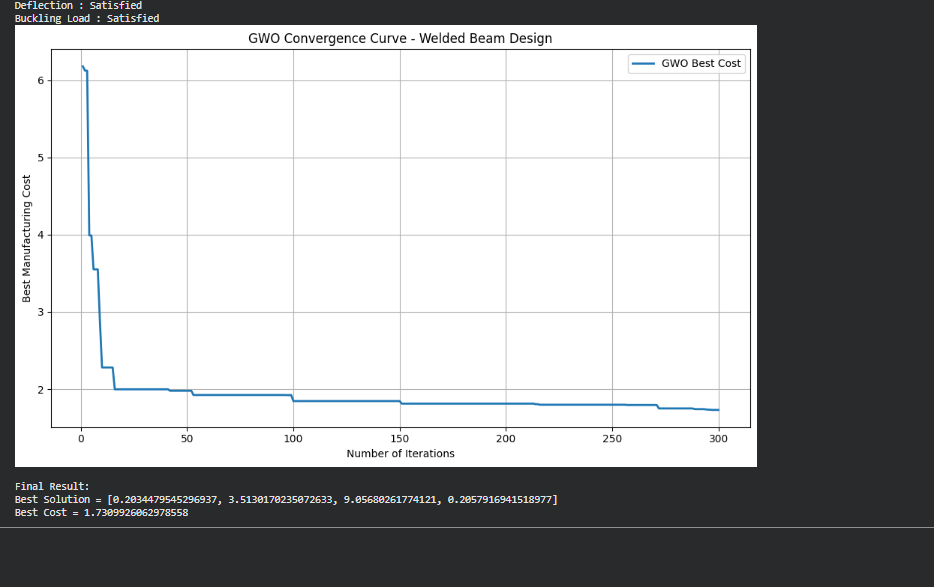 Deflection : Satisfied
Buckling Load : Satisfied
GWO Convergence Curve - Welded Beam Design
GWO Best Cost
6
5
4
3
2
Best Manufacturing Cost
0
50
100
150
200
250
300
Number of Iterations
Final Result:
Best Solution = [0.2034479545296937, 3.5130170235072633, 9.05680261774121, 0.2057916941518977]
Best Cost = 1.7309926062978558